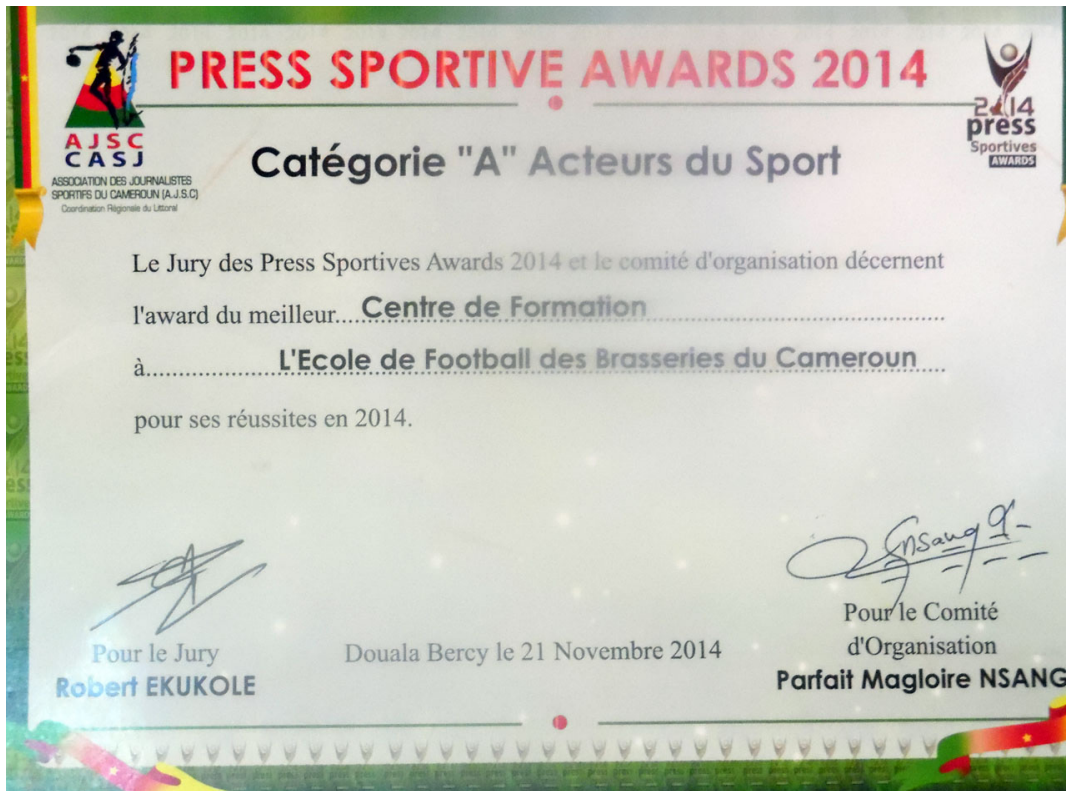 PRESS SPORTIVE AWARDS 2014
AJSC
CASJ
ASSOCIATION DES JOURNALISTES
SPORTIFS DU CAMEROUN (A.J.S.C)
Coordination Régionale du Littoral
2014
press
Sportives
AWARDS
Catégorie "A" Acteurs du Sport
Le Jury des Press Sportives Awards 2014 et le comité d'organisation décernent
l'award du meilleur....Centre de Formation
à....................L'Ecole de Football des Brasseries du Cameroun....
pour ses réussites en 2014.
Nsang
Pour le Jury
Robert EKUKOLE
Douala Bercy le 21 Novembre 2014
Pour le Comité
d'Organisation
Parfait Magloire NSANG